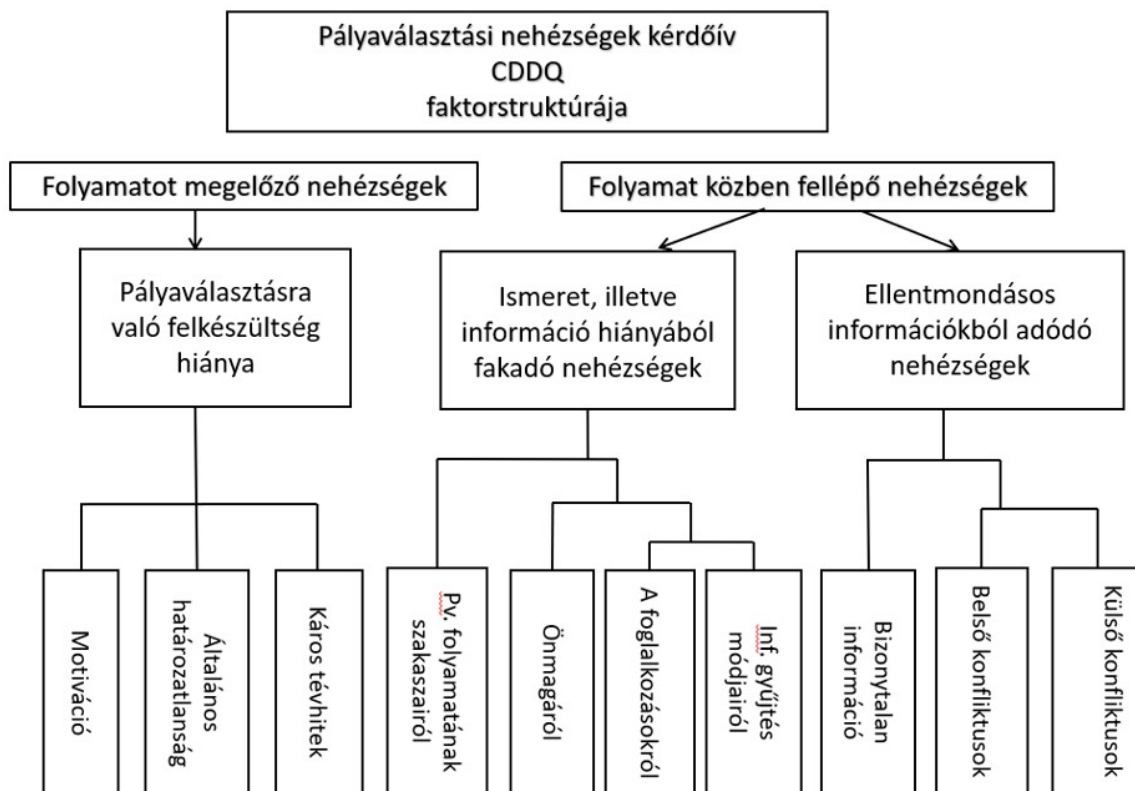 Pályaválasztási nehézségek kérdőív
CDDQ
faktorstruktúrája
Folyamatot megelőző nehézségek
Folyamat közben fellépő nehézségek
Pályaválasztásra
való felkészültség
hiánya
Ismeret, illetve
információ hiányából
fakadó nehézségek
Ellentmondásos
információkból adódó
nehézségek
Motiváció
Általános
határozatlanság
Káros tévhitek
Pv. folyamatának
szakaszairól
Önmagáról
A foglalkozásokról
Inf. gyűjtés
módjairól
Bizonytalan
információ
Belső konfliktusok
Külső konfliktusok